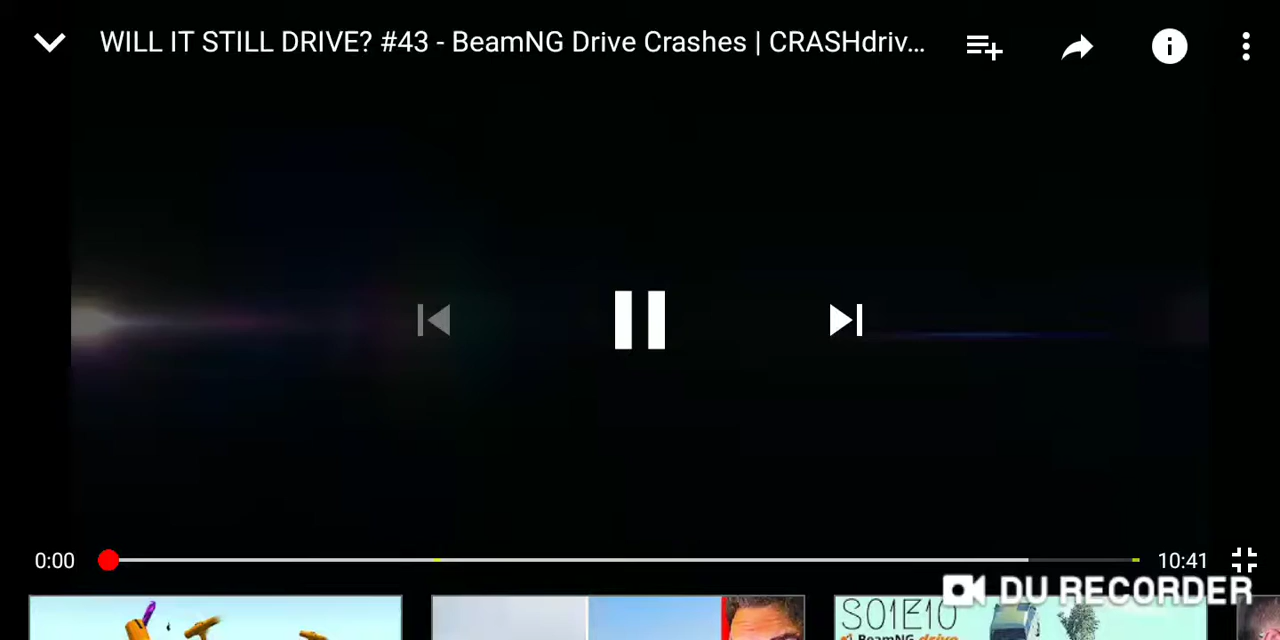 WILL IT STILL DRIVE? #43 - BeamNG Drive Crashes | CRASHdriv...
0:00
10:41
DU RECORDER
S01E10
BeamNG drive